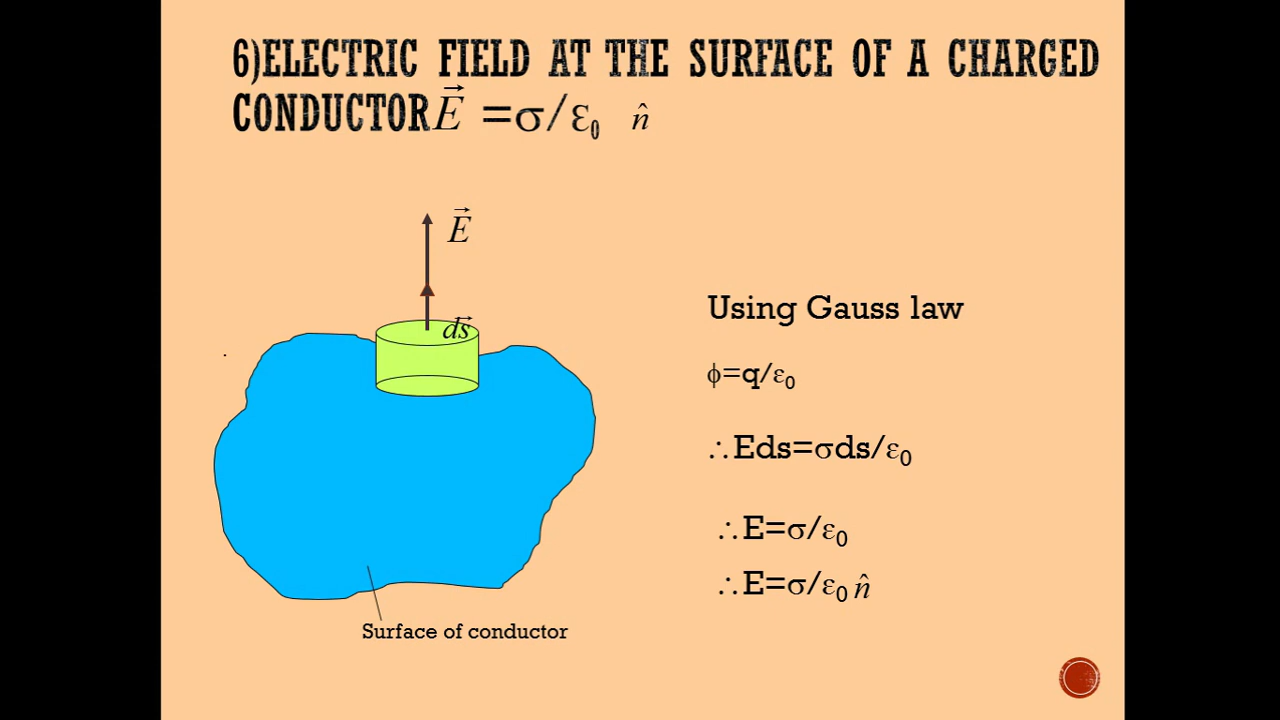 6)ELECTRIC FIELD AT THE SURFACE OF A CHARGED
CONDUCTOR E⃗ =σ/ε₀ n̂
E⃗
ds⃗
Using Gauss law
ϕ=q/ε₀
∴Eds=σds/ε₀
∴E=σ/ε₀
∴E=σ/ε₀ n̂
Surface of conductor